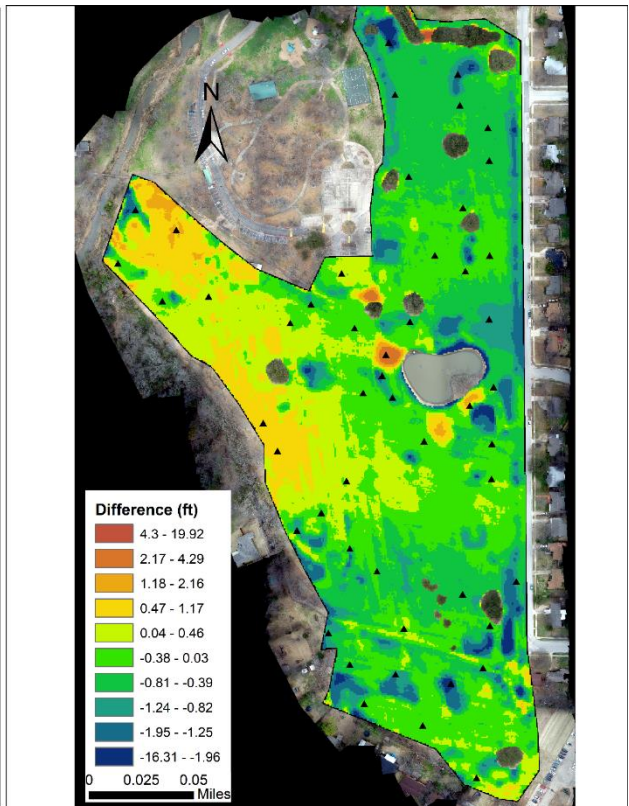 N
Difference (ft)
4.3 - 19.92
2.17 - 4.29
1.18 - 2.16
0.47 - 1.17
0.04 - 0.46
-0.38 - 0.03
-0.81 - -0.39
-1.24 - -0.82
-1.95 - -1.25
-16.31 - -1.96
0 0.025 0.05
Miles